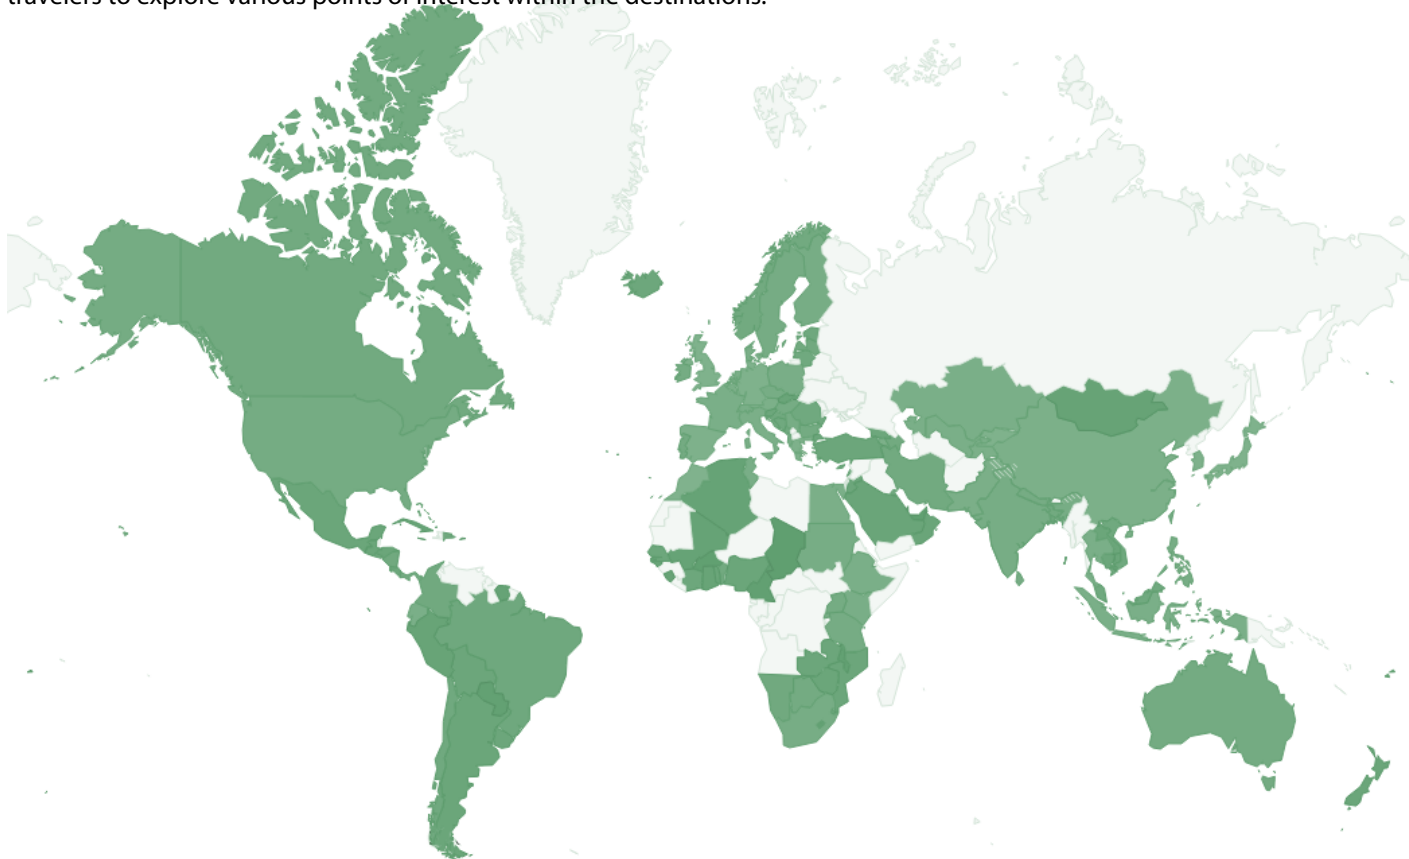 travelers to explore various points of interest within the destinations.